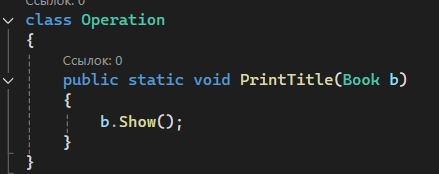 Ссылок: 0
class Operation
{
Ссылок: 0
public static void PrintTitle(Book b)
{
b.Show();
}
}